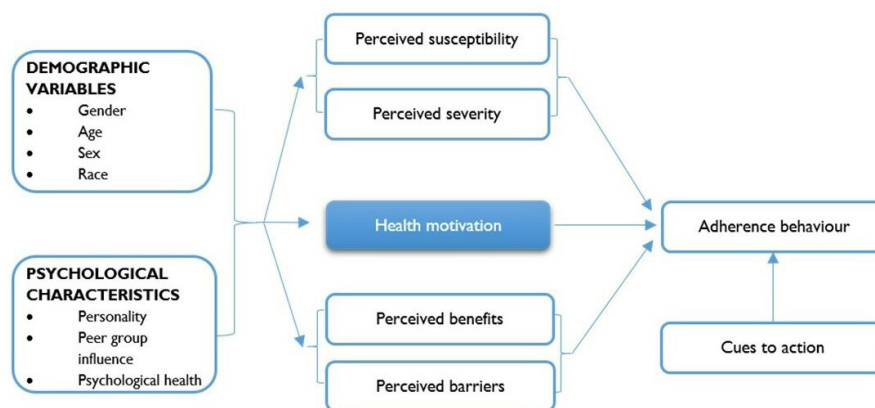 DEMOGRAPHIC
VARIABLES
• Gender
• Age
• Sex
• Race
PSYCHOLOGICAL
CHARACTERISTICS
• Personality
• Peer group
influence
• Psychological health
Perceived susceptibility
Perceived severity
Health motivation
Perceived benefits
Perceived barriers
Adherence behaviour
Cues to action